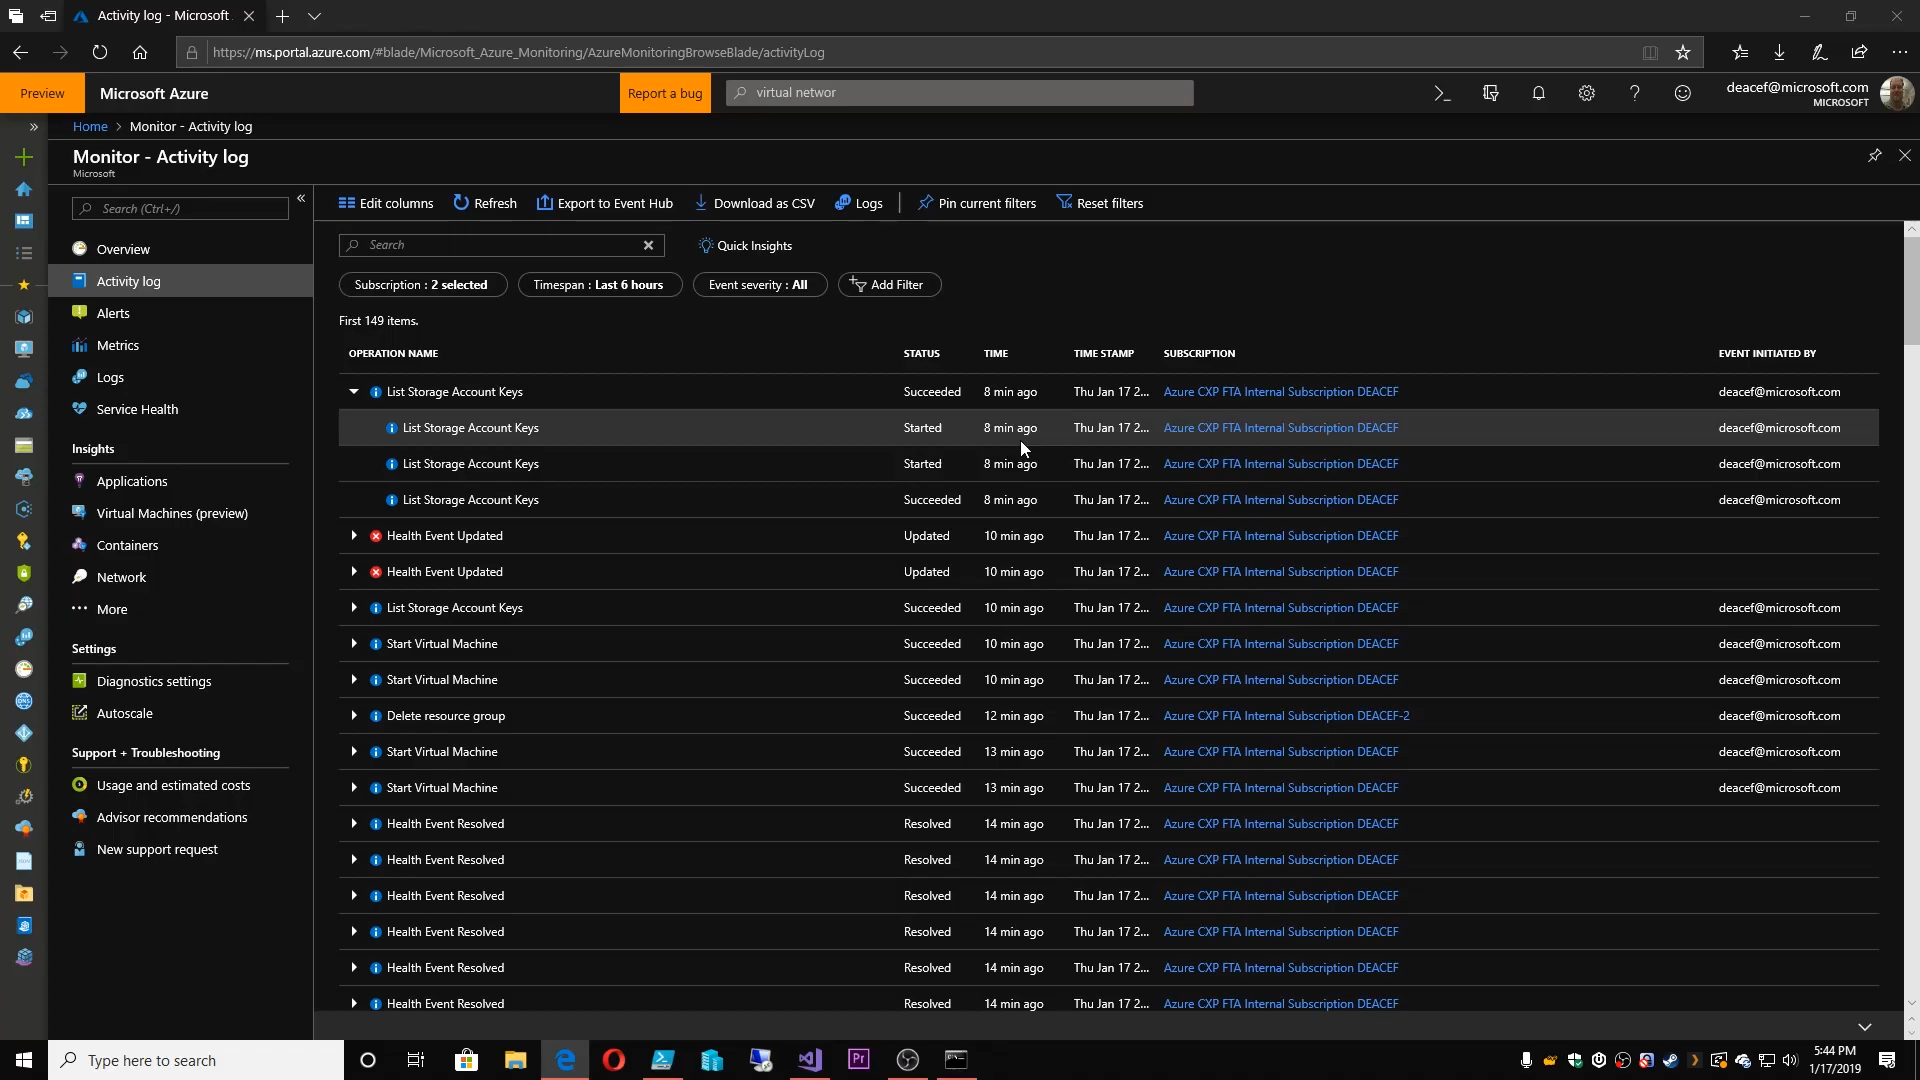 Activity log - Microsoft
https://ms.portal.azure.com/#blade/Microsoft_Azure_Monitoring/AzureMonitoringBrowseBlade/activityLog
Preview
Microsoft Azure
Report a bug
virtual networ
deacef@microsoft.com
MICROSOFT
Home > Monitor - Activity log
Monitor - Activity log
Microsoft
Search (Ctrl+/)
Overview
Activity log
Alerts
Metrics
Logs
Service Health
Insights
Applications
Virtual Machines (preview)
Containers
Network
More
Settings
Diagnostics settings
Autoscale
Support + Troubleshooting
Usage and estimated costs
Advisor recommendations
New support request
Edit columns Refresh Export to Event Hub Download as CSV Logs Pin current filters Reset filters
Search
Quick Insights
Subscription : 2 selected Timespan : Last 6 hours Event severity : All Add Filter
First 149 items.
OPERATION NAME STATUS TIME TIME STAMP SUBSCRIPTION EVENT INITIATED BY
List Storage Account Keys Succeeded 8 min ago Thu Jan 17 2... Azure CXP FTA Internal Subscription DEACEF deacef@microsoft.com
List Storage Account Keys Started 8 min ago Thu Jan 17 2... Azure CXP FTA Internal Subscription DEACEF deacef@microsoft.com
List Storage Account Keys Started 8 min ago Thu Jan 17 2... Azure CXP FTA Internal Subscription DEACEF deacef@microsoft.com
List Storage Account Keys Succeeded 8 min ago Thu Jan 17 2... Azure CXP FTA Internal Subscription DEACEF deacef@microsoft.com
Health Event Updated Updated 10 min ago Thu Jan 17 2... Azure CXP FTA Internal Subscription DEACEF
Health Event Updated Updated 10 min ago Thu Jan 17 2... Azure CXP FTA Internal Subscription DEACEF
List Storage Account Keys Succeeded 10 min ago Thu Jan 17 2... Azure CXP FTA Internal Subscription DEACEF deacef@microsoft.com
Start Virtual Machine Succeeded 10 min ago Thu Jan 17 2... Azure CXP FTA Internal Subscription DEACEF deacef@microsoft.com
Start Virtual Machine Succeeded 10 min ago Thu Jan 17 2... Azure CXP FTA Internal Subscription DEACEF deacef@microsoft.com
Delete resource group Succeeded 12 min ago Thu Jan 17 2... Azure CXP FTA Internal Subscription DEACEF-2 deacef@microsoft.com
Start Virtual Machine Succeeded 13 min ago Thu Jan 17 2... Azure CXP FTA Internal Subscription DEACEF deacef@microsoft.com
Start Virtual Machine Succeeded 13 min ago Thu Jan 17 2... Azure CXP FTA Internal Subscription DEACEF deacef@microsoft.com
Health Event Resolved Resolved 14 min ago Thu Jan 17 2... Azure CXP FTA Internal Subscription DEACEF
Health Event Resolved Resolved 14 min ago Thu Jan 17 2... Azure CXP FTA Internal Subscription DEACEF
Health Event Resolved Resolved 14 min ago Thu Jan 17 2... Azure CXP FTA Internal Subscription DEACEF
Health Event Resolved Resolved 14 min ago Thu Jan 17 2... Azure CXP FTA Internal Subscription DEACEF
Health Event Resolved Resolved 14 min ago Thu Jan 17 2... Azure CXP FTA Internal Subscription DEACEF
Health Event Resolved Resolved 14 min ago Thu Jan 17 2... Azure CXP FTA Internal Subscription DEACEF
Type here to search
Pr
5:44 PM
1/17/2019